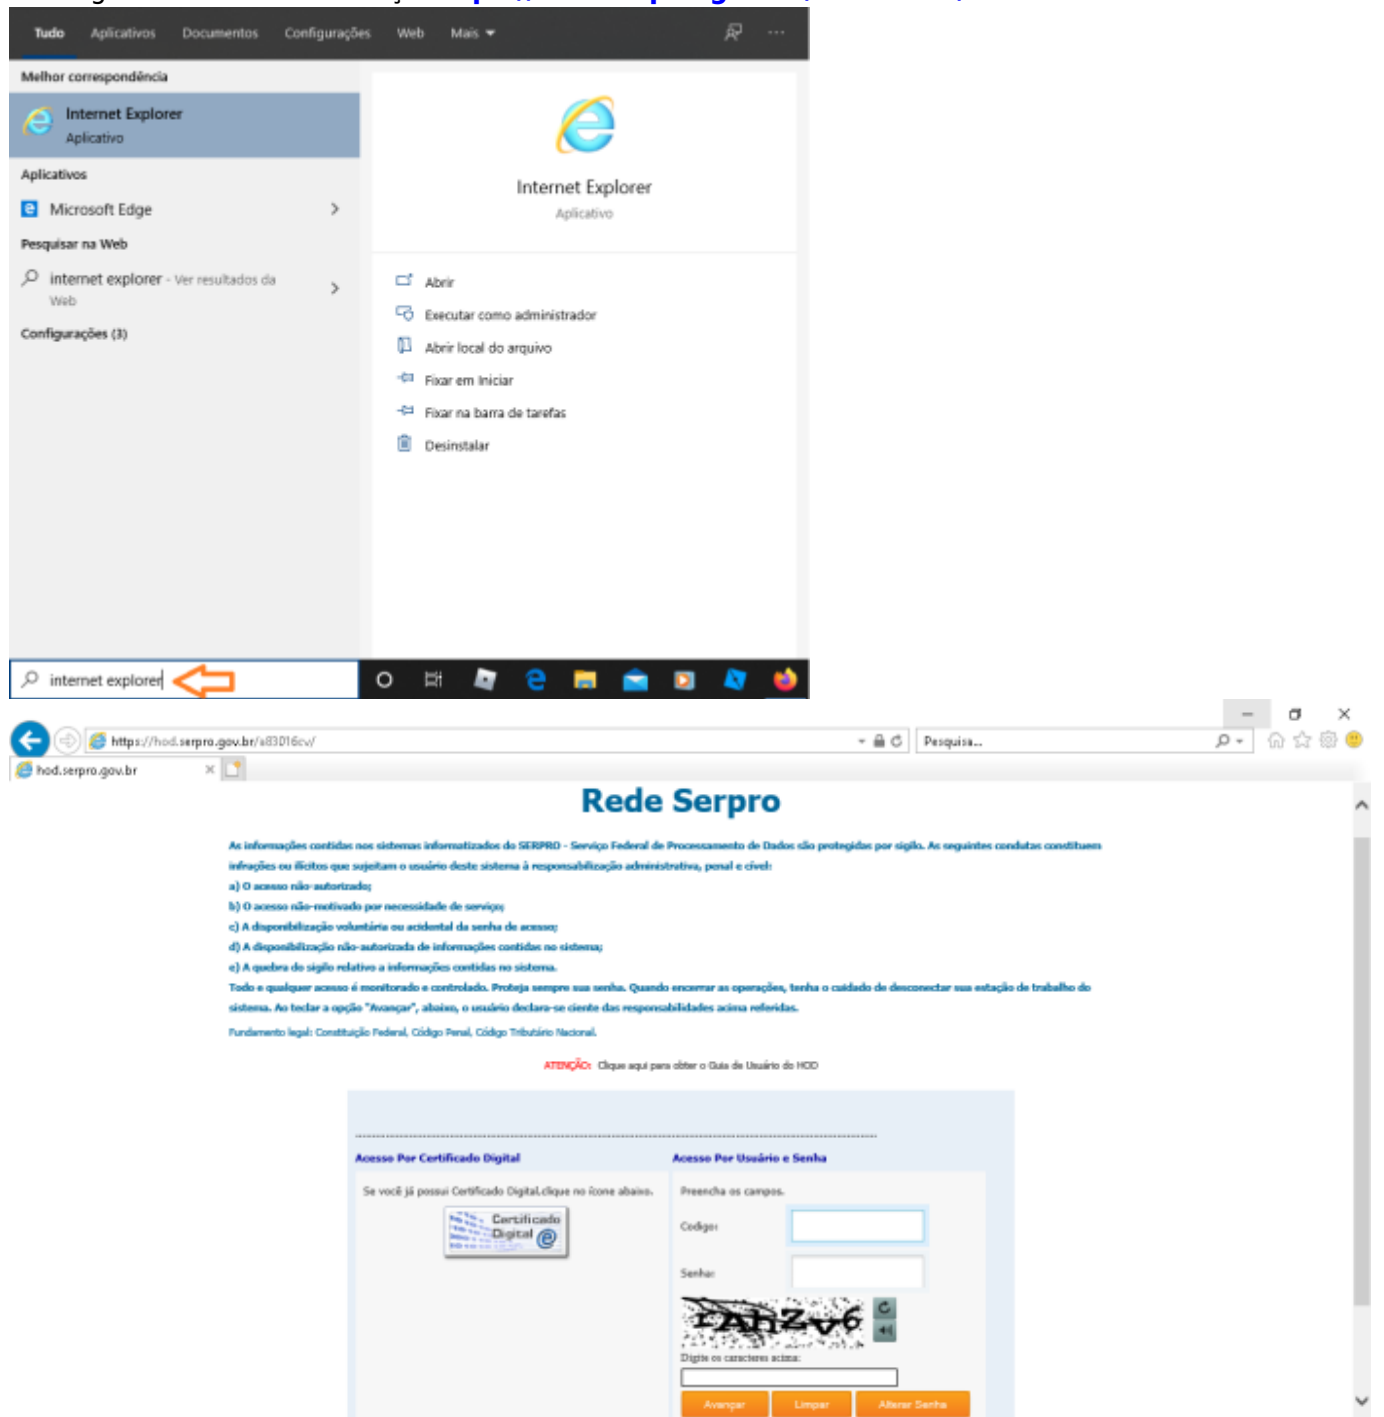 Tudo Aplicativos Documentos Configurações Web Mais
Melhor correspondência
Internet Explorer
Aplicativo
Aplicativos
Microsoft Edge
Pesquisar na Web
internet explorer - Ver resultados da
Web
Configurações (3)
Internet Explorer
Aplicativo
Abrir
Executar como administrador
Abrir local do arquivo
Fixar em Iniciar
Fixar na barra de tarefas
Desinstalar
internet explorer
https://hod.serpro.gov.br/a83016cv/
Pesquisa...
hod.serpro.gov.br
Rede Serpro
As informações contidas nos sistemas informatizados do SERPRO - Serviço Federal de Processamento de Dados são protegidas por sigilo. As seguintes condutas constituem
infrações ou ilícitos que sujeitam o usuário deste sistema à responsabilização administrativa, penal e cível:
a) O acesso não-autorizado;
b) O acesso não-motivado por necessidade de serviço;
c) A disponibilização voluntária ou acidental da senha de acesso;
d) A disponibilização não-autorizada de informações contidas no sistema;
e) A quebra do sigilo relativo a informações contidas no sistema.
Todo e qualquer acesso é monitorado e controlado. Proteja sempre sua senha. Quando encerrar as operações, tenha o cuidado de desconectar sua estação de trabalho do
sistema. Ao teclar a opção "Avançar", abaixo, o usuário declara-se ciente das responsabilidades acima referidas.
Fundamento legal: Constituição Federal, Código Penal, Código Tributário Nacional.
ATENÇÃO: Clique aqui para obter o Guia de Usuário do HOD
Acesso Por Certificado Digital
Se você já possui Certificado Digital,clique no ícone abaixo.
Certificado
Digital
Acesso Por Usuário e Senha
Preencha os campos.
Codigo:
Senha:
rAhZv6
Digite os caracteres acima:
Avançar Limpar Alterar Senha